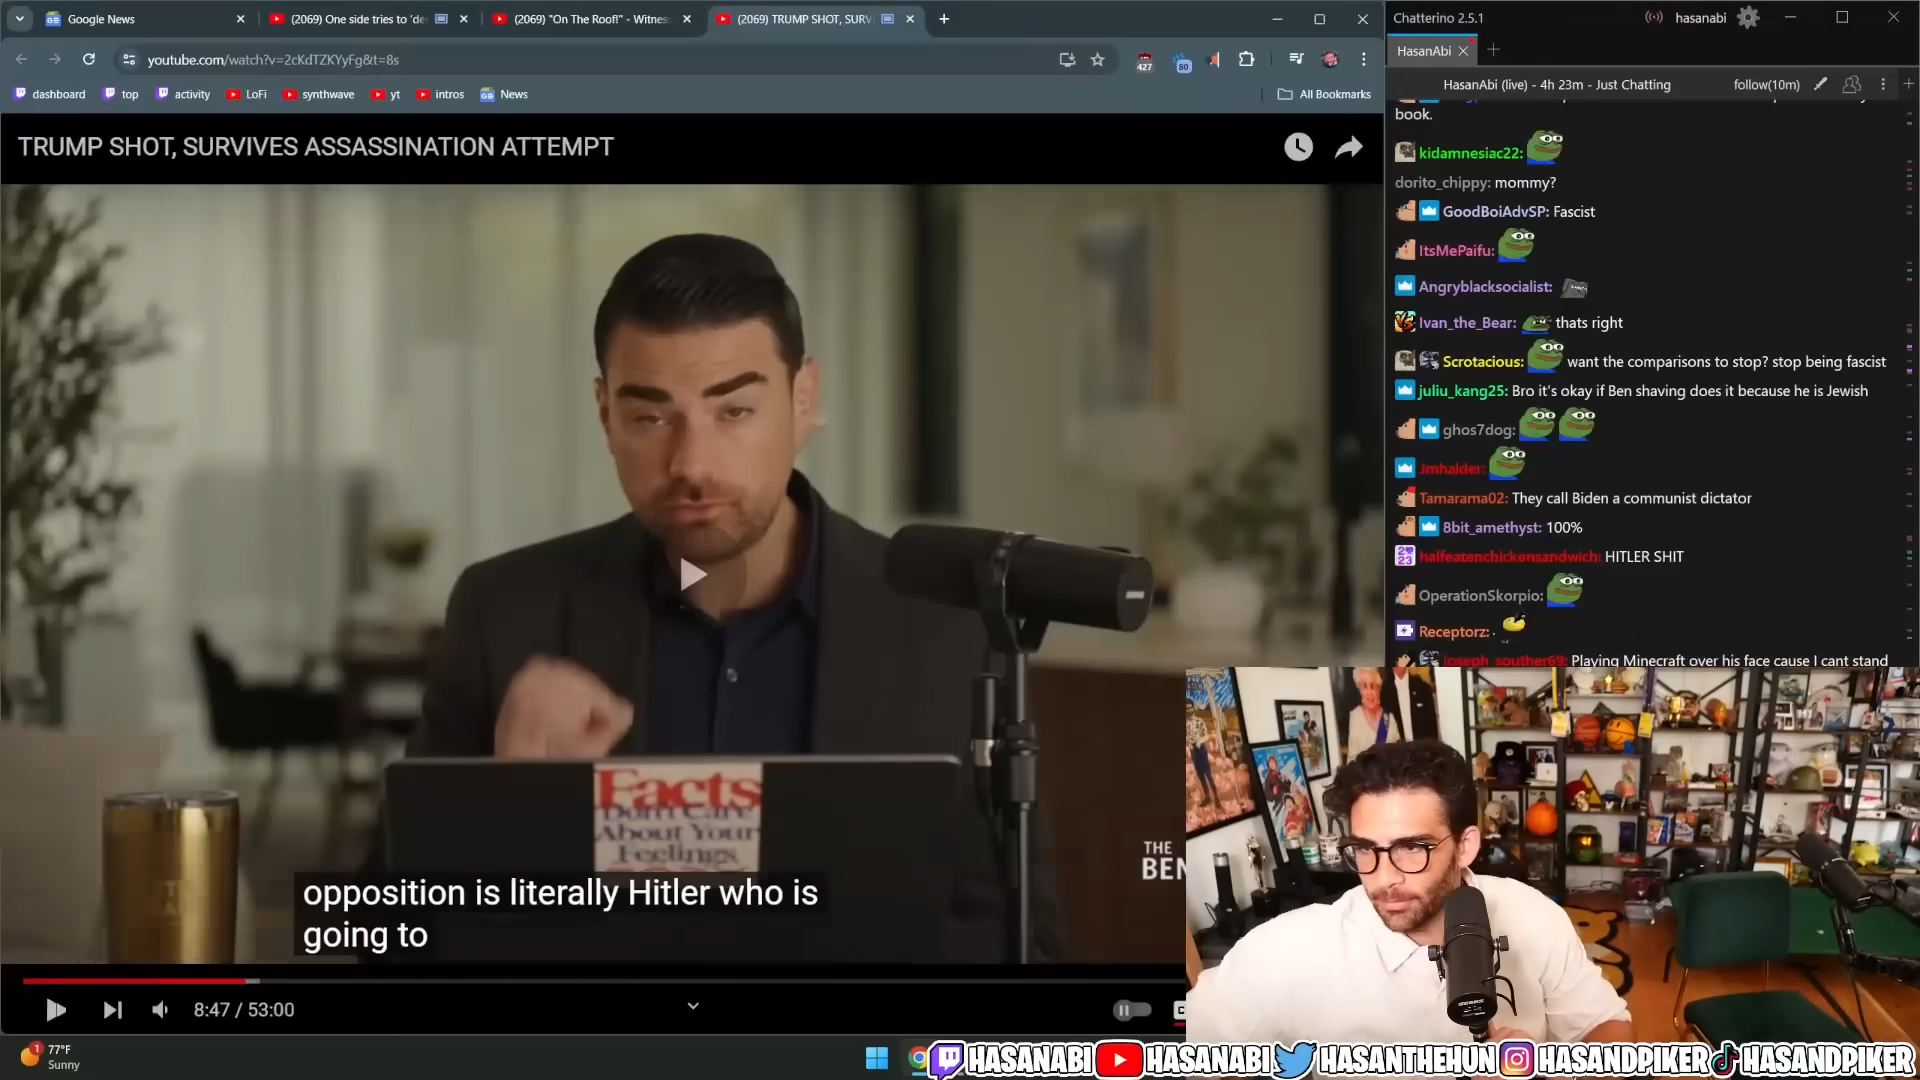 Google News
(2069) One side tries to 'de
(2069) "On The Roof!" - Witness
(2069) TRUMP SHOT, SURV
youtube.com/watch?v=2cKdTZKYyFg&t=8s
427
80
dashboard
top
activity
LoFi
synthwave
yt
intros
News
All Bookmarks
TRUMP SHOT, SURVIVES ASSASSINATION ATTEMPT
Facts
Don't Care
About Your
Feelings
THE
BEN
opposition is literally Hitler who is
going to
8:47 / 53:00
1
77°F
Sunny
Chatterino 2.5.1
hasanabi
HasanAbi
HasanAbi (live) - 4h 23m - Just Chatting
follow(10m)
book.
kidamnesiac22:
dorito_chippy: mommy?
GoodBoiAdvSP: Fascist
ItsMePaifu:
Angryblacksocialist:
Ivan_the_Bear: thats right
Scrotacious: want the comparisons to stop? stop being fascist
juliu_kang25: Bro it's okay if Ben shaving does it because he is Jewish
ghos7dog:
Jmhalder:
Tamarama02: They call Biden a communist dictator
8bit_amethyst: 100%
halfeatenchickensandwich: HITLER SHIT
OperationSkorpio:
Receptorz:
joseph_souther69: Playing Minecraft over his face cause I cant stand
HASANABI
HASANABI
HASANTHEHUN
HASANDPIKER
HASANDPIKER